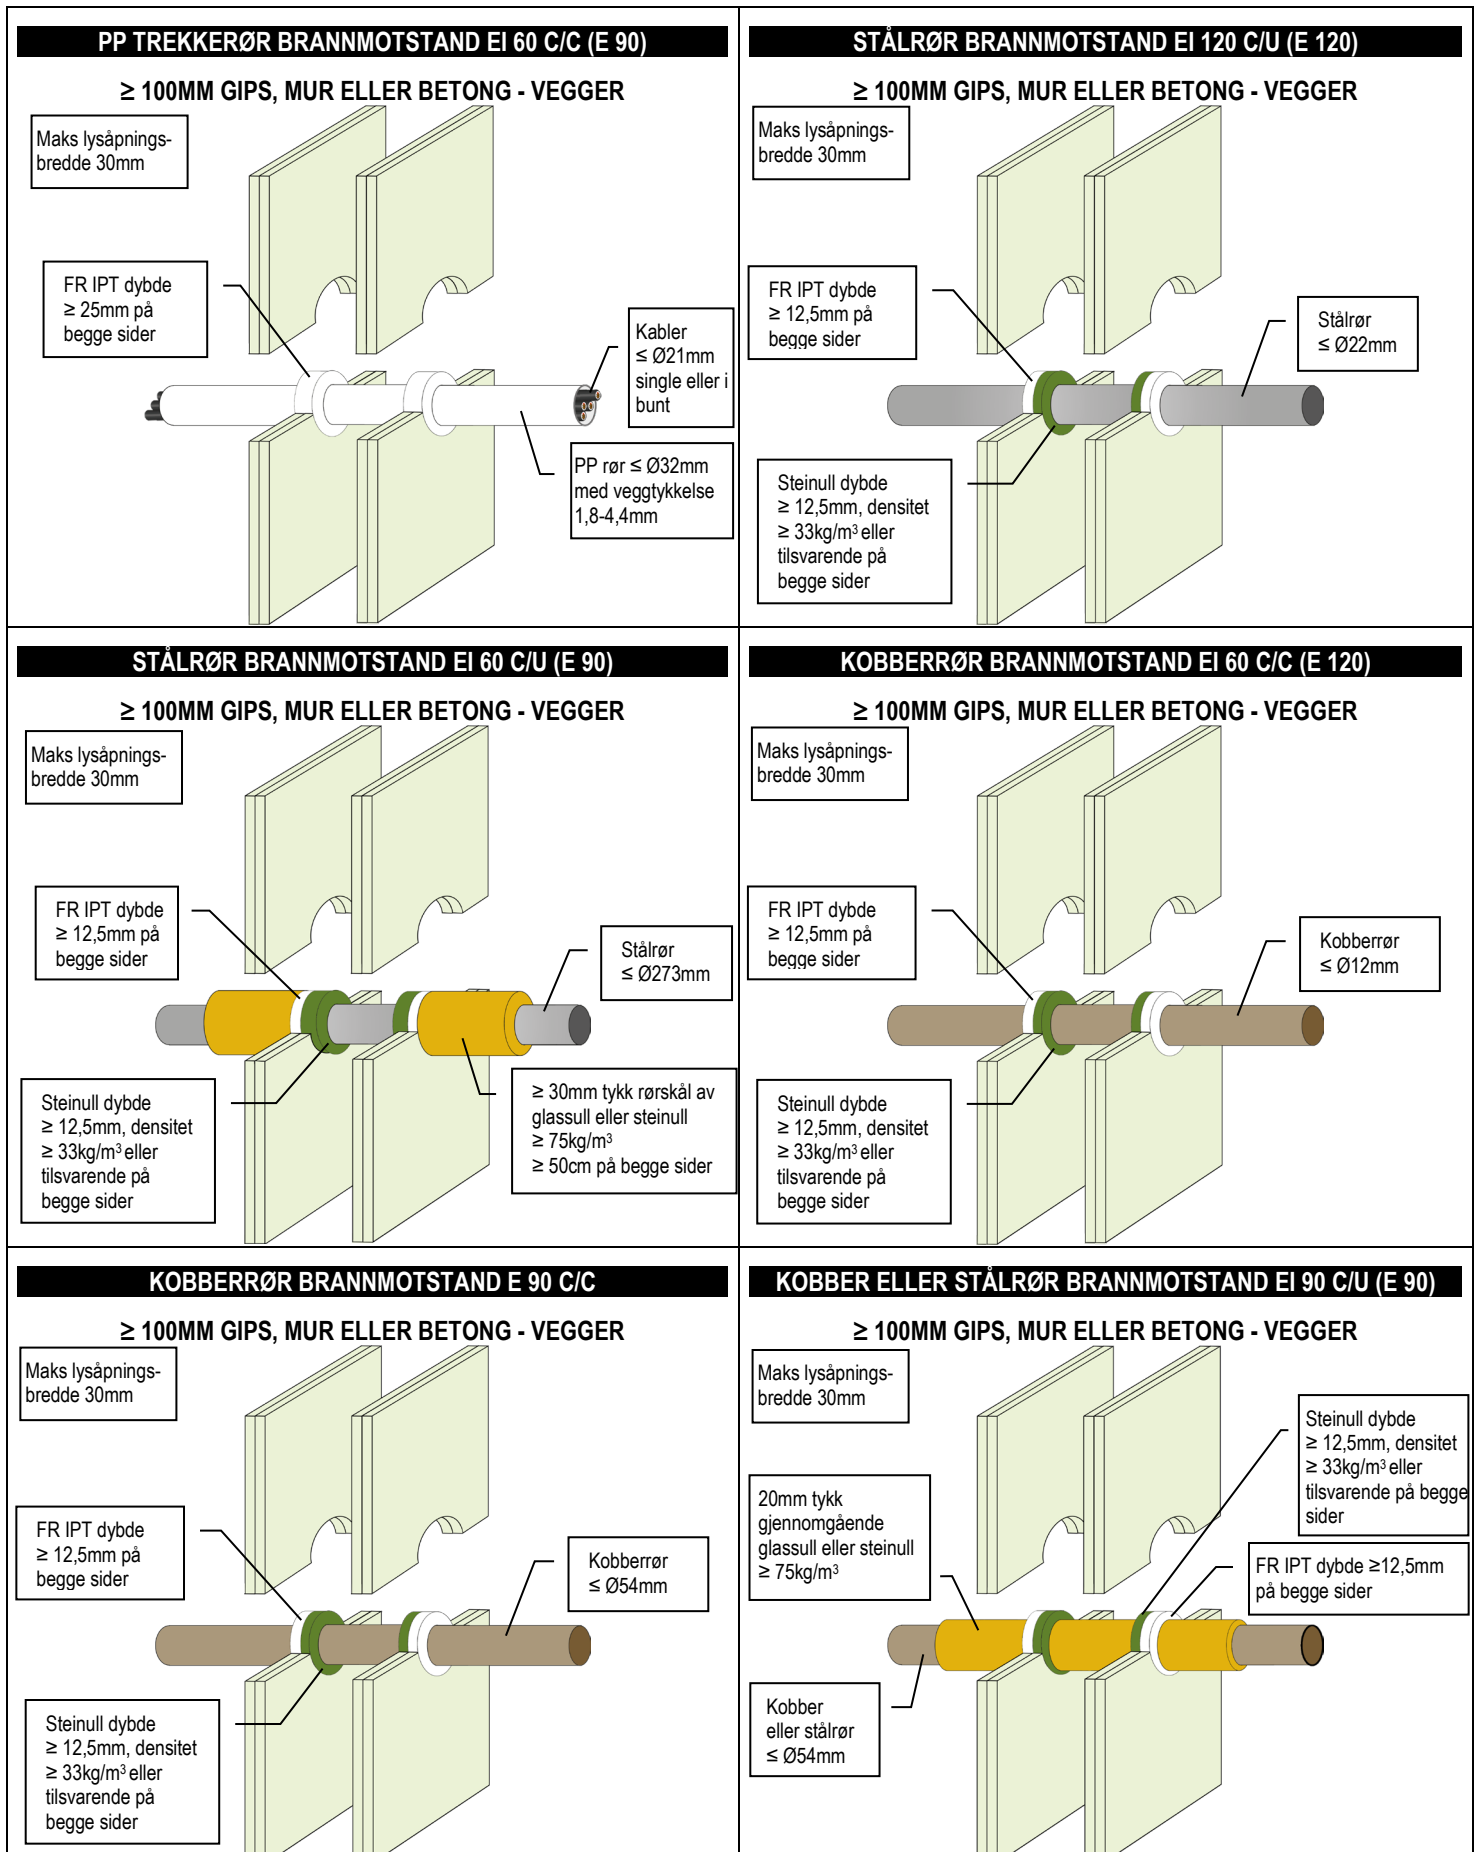 PP TREKKERØR BRANNMOTSTAND EI 60 C/C (E 90)
≥ 100MM GIPS, MUR ELLER BETONG - VEGGER
Maks lysåpnings-
bredde 30mm
FR IPT dybde
≥ 25mm på
begge sider
Kabler
≤ Ø21mm
single eller i
bunt
PP rør ≤ Ø32mm
med veggtykkelse
1,8-4,4mm
STÅLRØR BRANNMOTSTAND EI 120 C/U (E 120)
≥ 100MM GIPS, MUR ELLER BETONG - VEGGER
Maks lysåpnings-
bredde 30mm
FR IPT dybde
≥ 12,5mm på
begge sider
Stålrør
≤ Ø22mm
Steinull dybde
≥ 12,5mm, densitet
≥ 33kg/m³ eller
tilsvarende på
begge sider
STÅLRØR BRANNMOTSTAND EI 60 C/U (E 90)
≥ 100MM GIPS, MUR ELLER BETONG - VEGGER
Maks lysåpnings-
bredde 30mm
FR IPT dybde
≥ 12,5mm på
begge sider
Stålrør
≤ Ø273mm
Steinull dybde
≥ 12,5mm, densitet
≥ 33kg/m³ eller
tilsvarende på
begge sider
≥ 30mm tykk rørskål av
glassull eller steinull
≥ 75kg/m³
≥ 50cm på begge sider
KOBBERRØR BRANNMOTSTAND EI 60 C/C (E 120)
≥ 100MM GIPS, MUR ELLER BETONG - VEGGER
Maks lysåpnings-
bredde 30mm
FR IPT dybde
≥ 12,5mm på
begge sider
Kobberrør
≤ Ø12mm
Steinull dybde
≥ 12,5mm, densitet
≥ 33kg/m³ eller
tilsvarende på
begge sider
KOBBERRØR BRANNMOTSTAND E 90 C/C
≥ 100MM GIPS, MUR ELLER BETONG - VEGGER
Maks lysåpnings-
bredde 30mm
FR IPT dybde
≥ 12,5mm på
begge sider
Kobberrør
≤ Ø54mm
Steinull dybde
≥ 12,5mm, densitet
≥ 33kg/m³ eller
tilsvarende på
begge sider
KOBBER ELLER STÅLRØR BRANNMOTSTAND EI 90 C/U (E 90)
≥ 100MM GIPS, MUR ELLER BETONG - VEGGER
Maks lysåpnings-
bredde 30mm
Steinull dybde
≥ 12,5mm, densitet
≥ 33kg/m³ eller
tilsvarende på begge
sider
20mm tykk
gjennomgående
glassull eller steinull
≥ 75kg/m³
FR IPT dybde ≥12,5mm
på begge sider
Kobber
eller stålrør
≤ Ø54mm